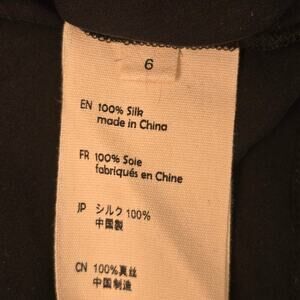 6
EN 100% Silk
made in China
FR 100% Soie
fabriqués en Chine
JP シルク 100%
中国製
CN 100%真丝
中国制造